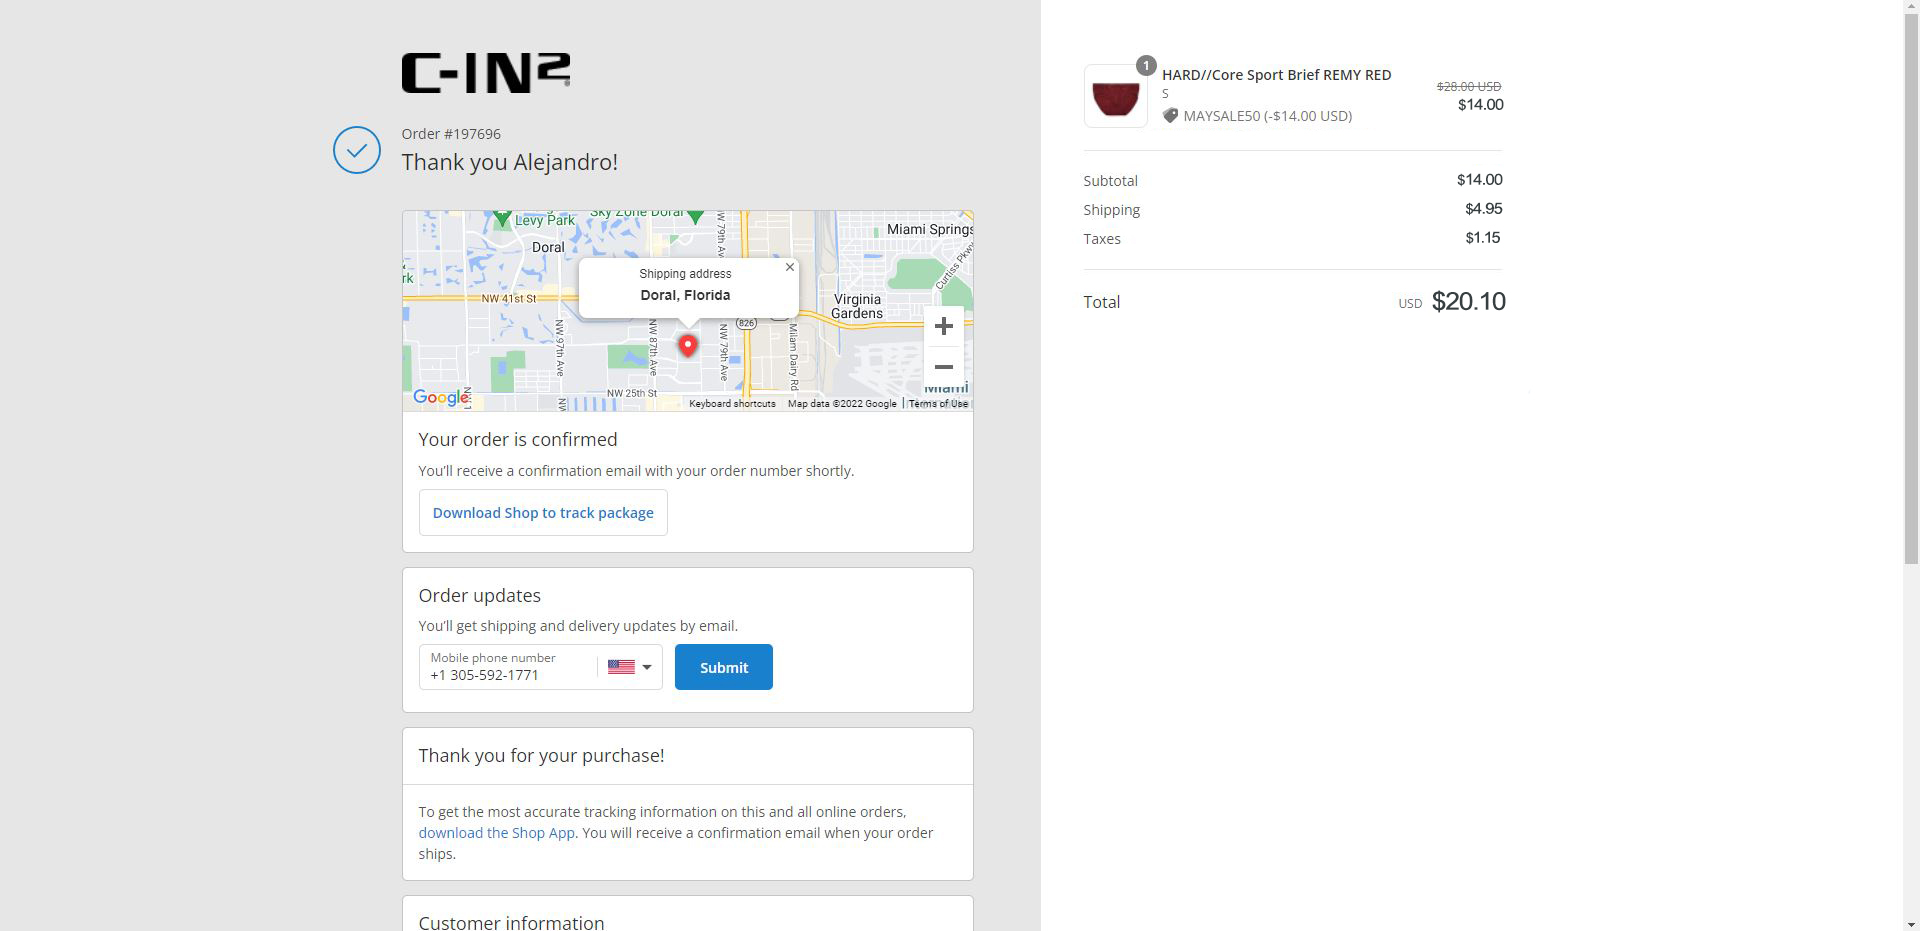 C-IN2
Order #197696
Thank you Alejandro!
Levy Park
Sky Zone Doral
Doral
Miami Springs
NW 79th Av
Curtiss Pkwy
rk
Shipping address
Doral, Florida
NW 41st St
Virginia
Gardens
826
NW 97th Ave
NW 87th Ave
NW 79th Ave
Milam Dairy Rd
NW 25th St
Miami
Google
Keyboard shortcuts
Map data ©2022 Google
Terms of Use
Your order is confirmed
You’ll receive a confirmation email with your order number shortly.
Download Shop to track package
Order updates
You’ll get shipping and delivery updates by email.
Mobile phone number
+1 305-592-1771
Submit
Thank you for your purchase!
To get the most accurate tracking information on this and all online orders,
download the Shop App. You will receive a confirmation email when your order
ships.
Customer information
1
HARD//Core Sport Brief REMY RED
S
MAYSALE50 (-$14.00 USD)
$28.00 USD
$14.00
Subtotal $14.00
Shipping $4.95
Taxes $1.15
Total USD $20.10